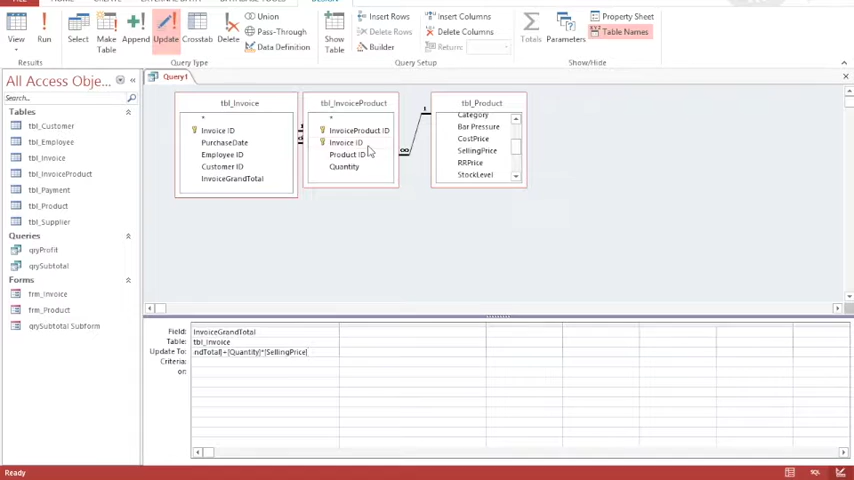 DESIGN
View
Run
Select
Make
Table
Append
Update
Crosstab
Delete
Union
Pass-Through
Data Definition
Show
Table
Insert Rows
Delete Rows
Builder
Insert Columns
Delete Columns
Return:
Totals
Parameters
Property Sheet
Table Names
Results
Query Type
Query Setup
Show/Hide
All Access Obje...
Search...
Tables
tbl_Customer
tbl_Employee
tbl_Invoice
tbl_InvoiceProduct
tbl_Payment
tbl_Product
tbl_Supplier
Queries
qryProfit
qrySubtotal
Forms
frm_Invoice
frm_Product
qrySubtotal Subform
Query1
tbl_Invoice
*
Invoice ID
PurchaseDate
Employee ID
Customer ID
InvoiceGrandTotal
tbl_InvoiceProduct
*
InvoiceProduct ID
Invoice ID
Product ID
Quantity
1
∞
tbl_Product
Category
Bar Pressure
CostPrice
SellingPrice
RRPrice
StockLevel
Field: InvoiceGrandTotal
Table: tbl_Invoice
Update To: ndTotal]+[Quantity]*[SellingPrice]
Criteria:
or:
Ready
SQL